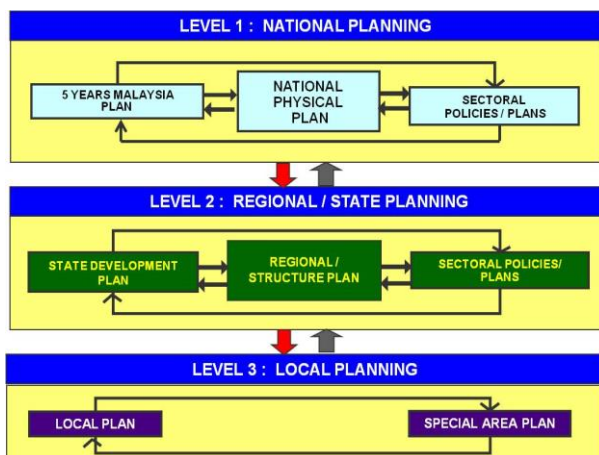 LEVEL 1 : NATIONAL PLANNING
5 YEARS MALAYSIA
PLAN
NATIONAL
PHYSICAL
PLAN
SECTORAL
POLICIES / PLANS
LEVEL 2 : REGIONAL / STATE PLANNING
STATE DEVELOPMENT
PLAN
REGIONAL /
STRUCTURE PLAN
SECTORAL POLICIES/
PLANS
LEVEL 3 : LOCAL PLANNING
LOCAL PLAN
SPECIAL AREA PLAN